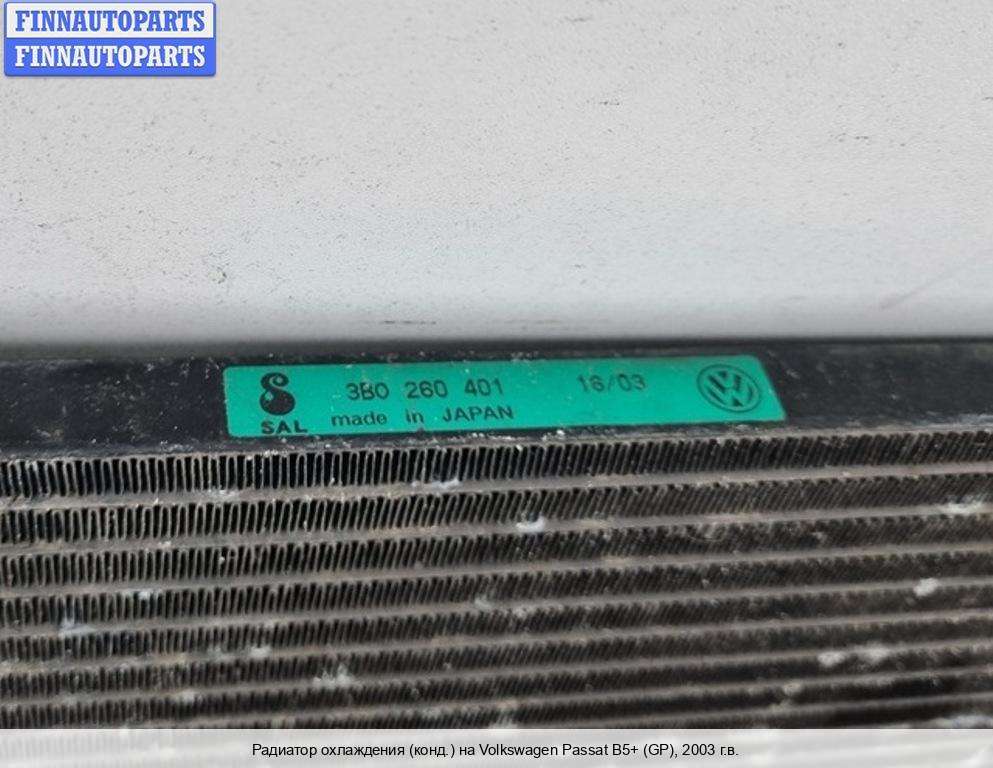 FINNAUTOPARTS
FINNAUTOPARTS
3B0 260 401 16/03
SAL made in JAPAN
Радиатор охлаждения (конд.) на Volkswagen Passat B5+ (GP), 2003 г.в.